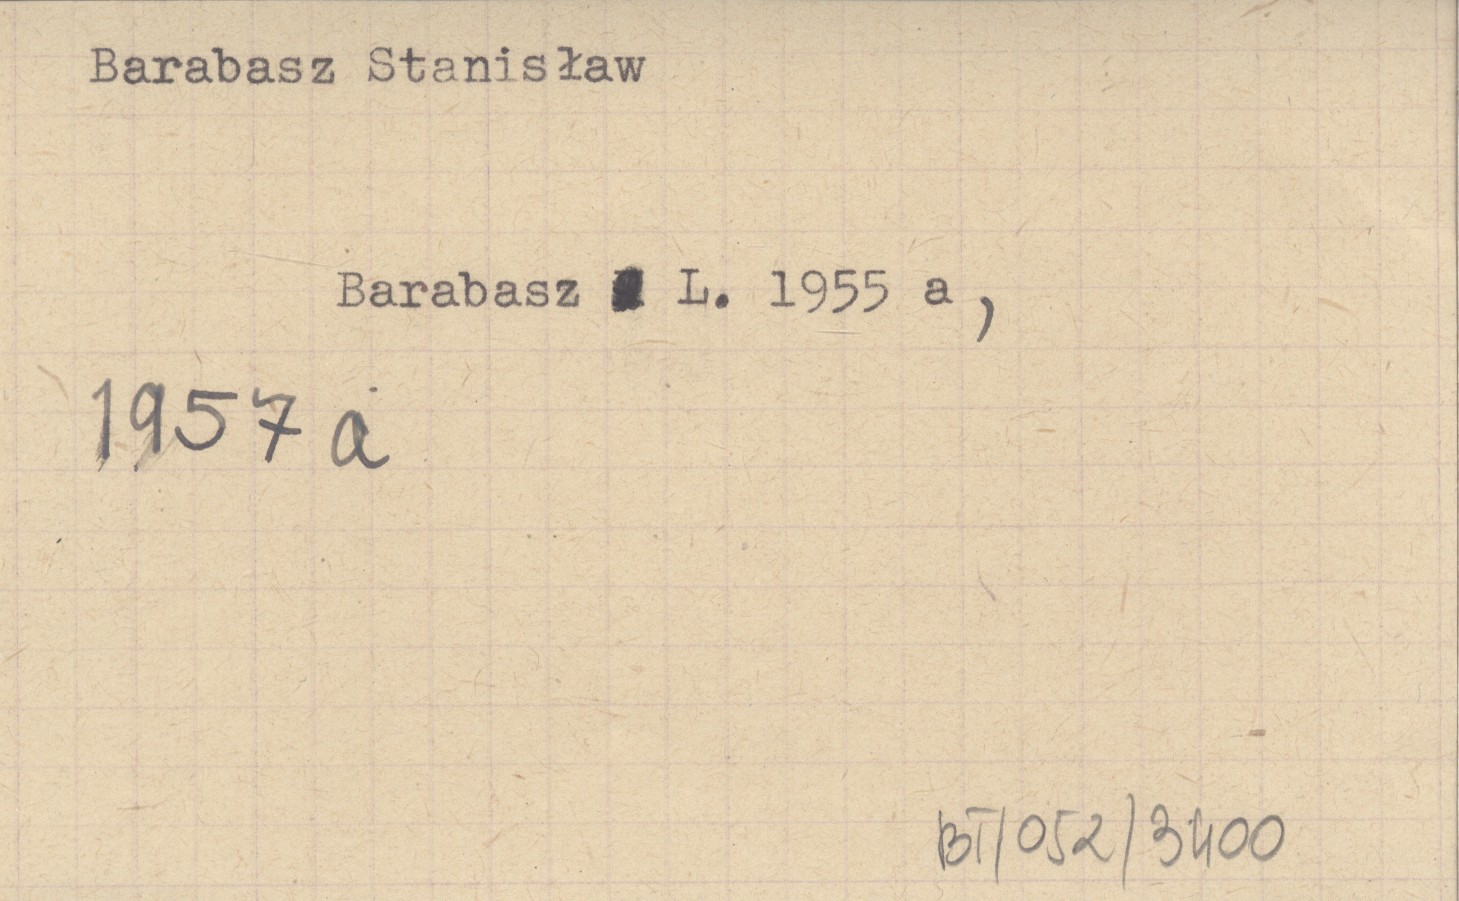 Barabasz Stanisław
Barabasz L. 1955 a,
1957 a
BT/052/3400